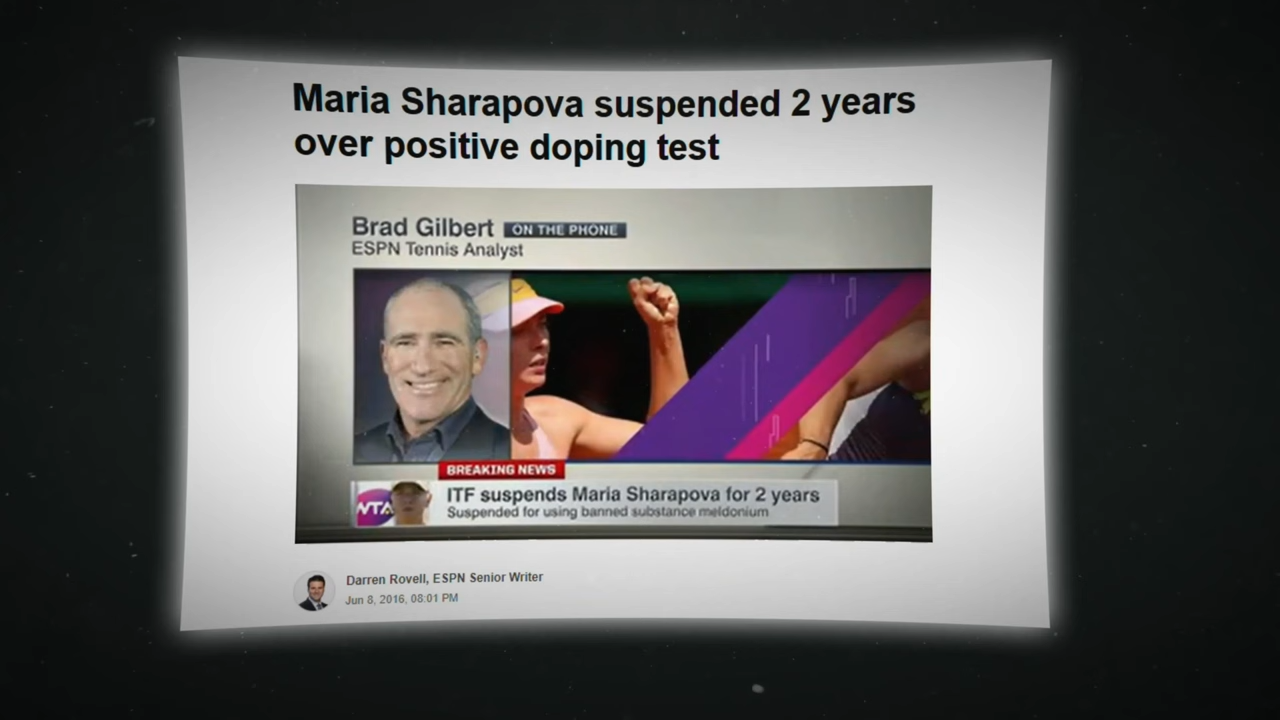 Maria Sharapova suspended 2 years
over positive doping test
Brad Gilbert ON THE PHONE
ESPN Tennis Analyst
BREAKING NEWS
WTA
ITF suspends Maria Sharapova for 2 years
Suspended for using banned substance meldonium
Darren Rovell, ESPN Senior Writer
Jun 8, 2016, 08:01 PM